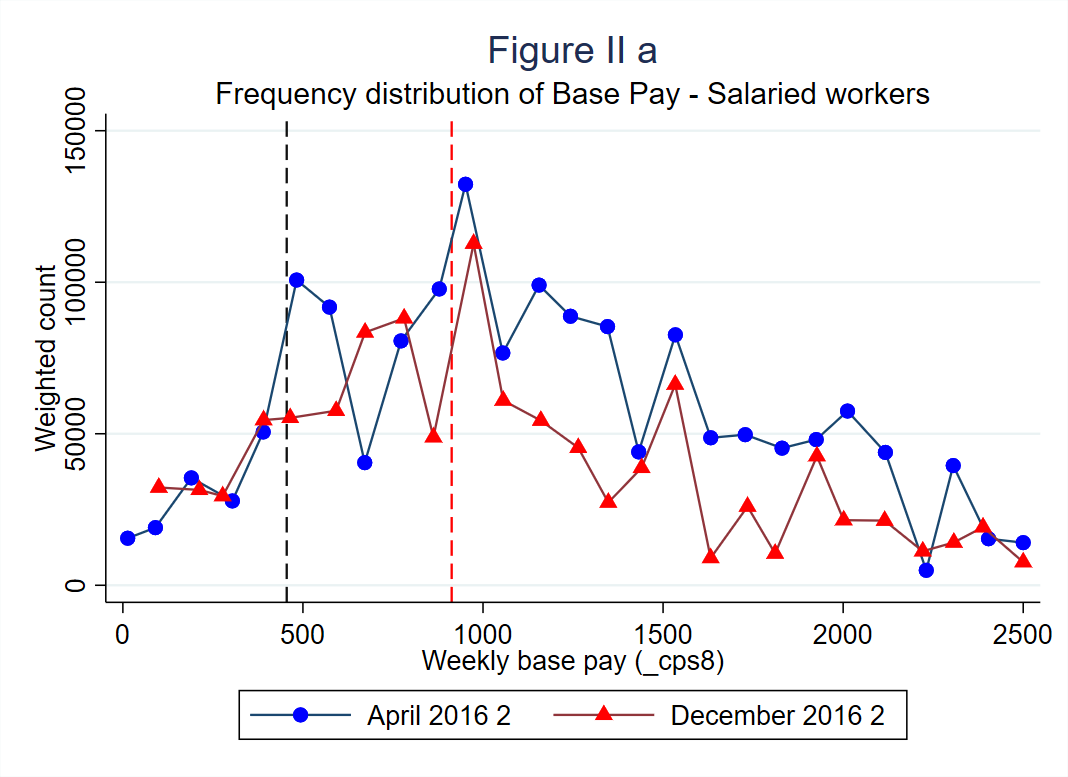 Figure II a
Frequency distribution of Base Pay - Salaried workers
Weighted count
150000
100000
50000
0
0 500 1000 1500 2000 2500
Weekly base pay (_cps8)
April 2016 2 December 2016 2